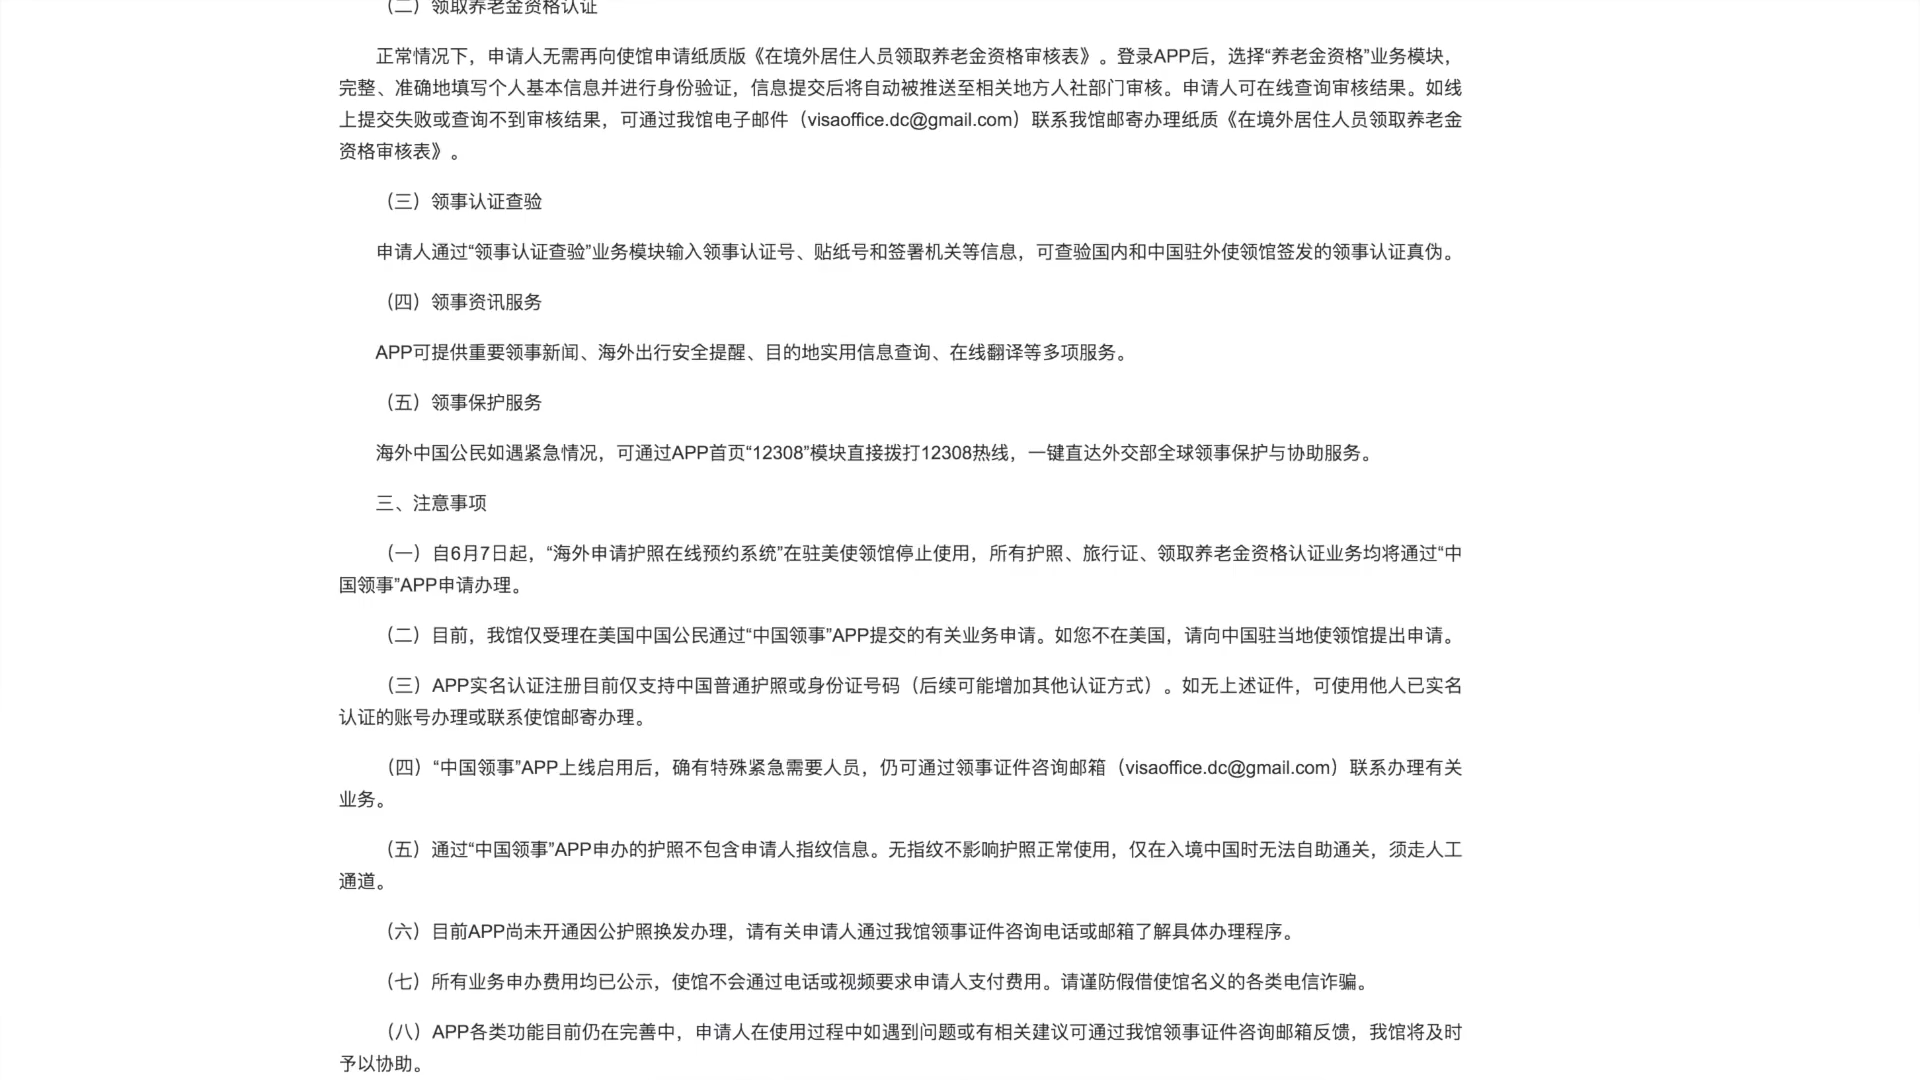 （二）领取养老金资格认证
正常情况下，申请人无需再向使馆申请纸质版《在境外居住人员领取养老金资格审核表》。登录APP后，选择“养老金资格”业务模块，
完整、准确地填写个人基本信息并进行身份验证，信息提交后将自动被推送至相关地方人社部门审核。申请人可在线查询审核结果。如线
上提交失败或查询不到审核结果，可通过我馆电子邮件（visaoffice.dc@gmail.com）联系我馆邮寄办理纸质《在境外居住人员领取养老金
资格审核表》。
（三）领事认证查验
申请人通过“领事认证查验”业务模块输入领事认证号、贴纸号和签署机关等信息，可查验国内和中国驻外使领馆签发的领事认证真伪。
（四）领事资讯服务
APP可提供重要领事新闻、海外出行安全提醒、目的地实用信息查询、在线翻译等多项服务。
（五）领事保护服务
海外中国公民如遇紧急情况，可通过APP首页“12308”模块直接拨打12308热线，一键直达外交部全球领事保护与协助服务。
三、注意事项
（一）自6月7日起，“海外申请护照在线预约系统”在驻美使领馆停止使用，所有护照、旅行证、领取养老金资格认证业务均将通过“中
国领事”APP申请办理。
（二）目前，我馆仅受理在美国中国公民通过“中国领事”APP提交的有关业务申请。如您不在美国，请向中国驻当地使领馆提出申请。
（三）APP实名认证注册目前仅支持中国普通护照或身份证号码（后续可能增加其他认证方式）。如无上述证件，可使用他人已实名
认证的账号办理或联系使馆邮寄办理。
（四）“中国领事”APP上线启用后，确有特殊紧急需要人员，仍可通过领事证件咨询邮箱（visaoffice.dc@gmail.com）联系办理有关
业务。
（五）通过“中国领事”APP申办的护照不包含申请人指纹信息。无指纹不影响护照正常使用，仅在入境中国时无法自助通关，须走人工
通道。
（六）目前APP尚未开通因公护照换发办理，请有关申请人通过我馆领事证件咨询电话或邮箱了解具体办理程序。
（七）所有业务申办费用均已公示，使馆不会通过电话或视频要求申请人支付费用。请谨防假借使馆名义的各类电信诈骗。
（八）APP各类功能目前仍在完善中，申请人在使用过程中如遇到问题或有相关建议可通过我馆领事证件咨询邮箱反馈，我馆将及时
予以协助。